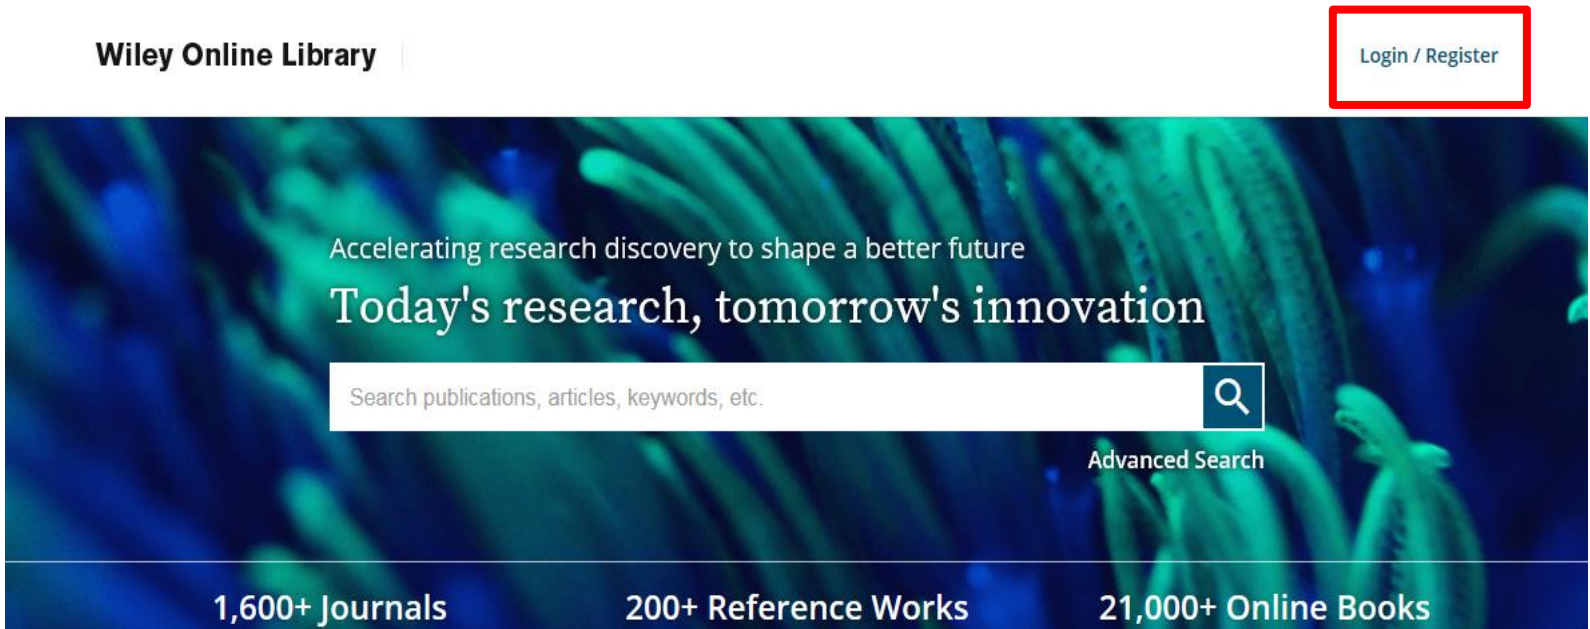 Wiley Online Library
Login / Register
Accelerating research discovery to shape a better future
Today's research, tomorrow's innovation
Search publications, articles, keywords, etc.
Advanced Search
1,600+ Journals
200+ Reference Works
21,000+ Online Books